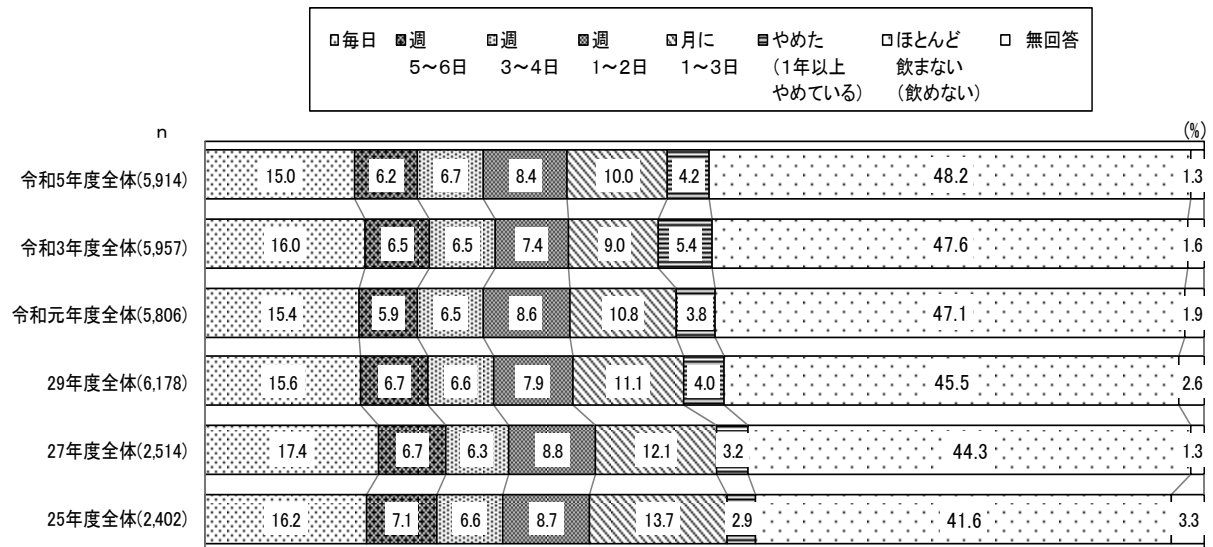 毎日 週 週 週 月に やめた ほとんど 無回答
5～6日 3～4日 1～2日 1～3日 （1年以上 飲まない
やめている） （飲めない）
n (%)
令和5年度全体(5,914) 15.0 6.2 6.7 8.4 10.0 4.2 48.2 1.3
令和3年度全体(5,957) 16.0 6.5 6.5 7.4 9.0 5.4 47.6 1.6
令和元年度全体(5,806) 15.4 5.9 6.5 8.6 10.8 3.8 47.1 1.9
29年度全体(6,178) 15.6 6.7 6.6 7.9 11.1 4.0 45.5 2.6
27年度全体(2,514) 17.4 6.7 6.3 8.8 12.1 3.2 44.3 1.3
25年度全体(2,402) 16.2 7.1 6.6 8.7 13.7 2.9 41.6 3.3